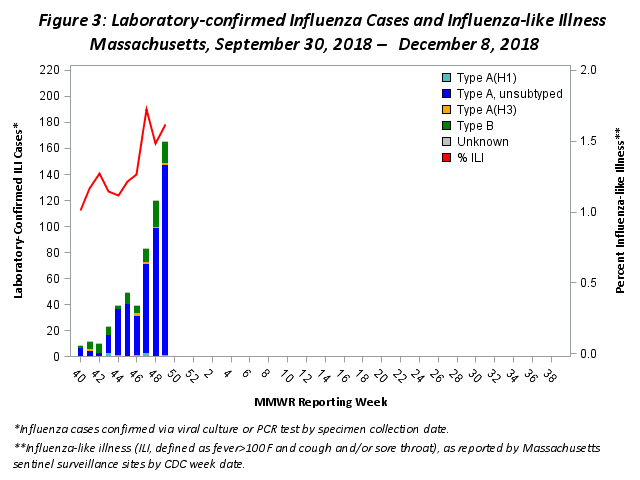 Figure 3: Laboratory-confirmed Influenza Cases and Influenza-like Illness
Massachusetts, September 30, 2018 – December 8, 2018
220
200
180
160
140
120
100
80
60
40
20
0
Laboratory-Confirmed ILI Cases*
Type A(H1)
Type A, unsubtyped
Type A(H3)
Type B
Unknown
% ILI
2.0
1.5
1.0
0.5
0.0
Percent Influenza-like Illness**
40 42 44 46 48 50 52 2 4 6 8 10 12 14 16 18 20 22 24 26 28 30 32 34 36 38
MMWR Reporting Week
*Influenza cases confirmed via viral culture or PCR test by specimen collection date.
**Influenza-like illness (ILI, defined as fever>100 F and cough and/or sore throat), as reported by Massachusetts
sentinel surveillance sites by CDC week date.